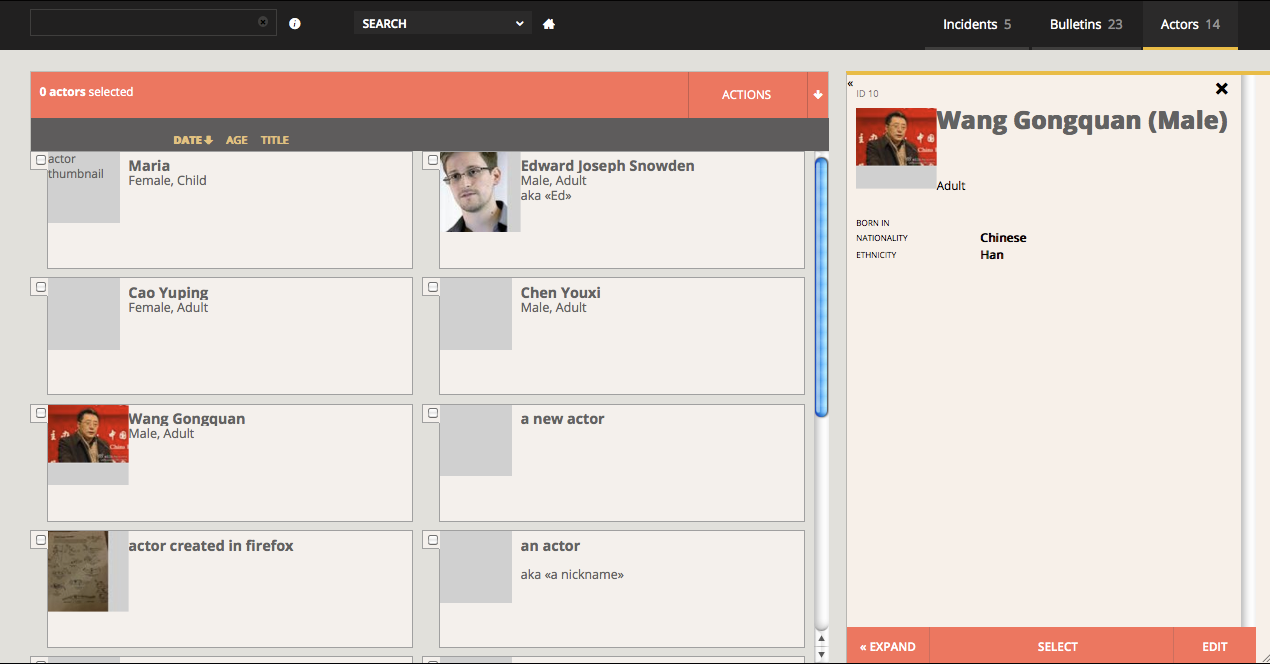 SEARCH
Incidents 5
Bulletins 23
Actors 14
0 actors selected
ACTIONS
DATE AGE TITLE
actor
thumbnail
Maria
Female, Child
Edward Joseph Snowden
Male, Adult
aka «Ed»
Cao Yuping
Female, Adult
Chen Youxi
Male, Adult
Wang Gongquan
Male, Adult
a new actor
actor created in firefox
an actor
aka «a nickname»
«
ID 10
Wang Gongquan (Male)
Adult
BORN IN
NATIONALITY Chinese
ETHNICITY Han
« EXPAND
SELECT
EDIT